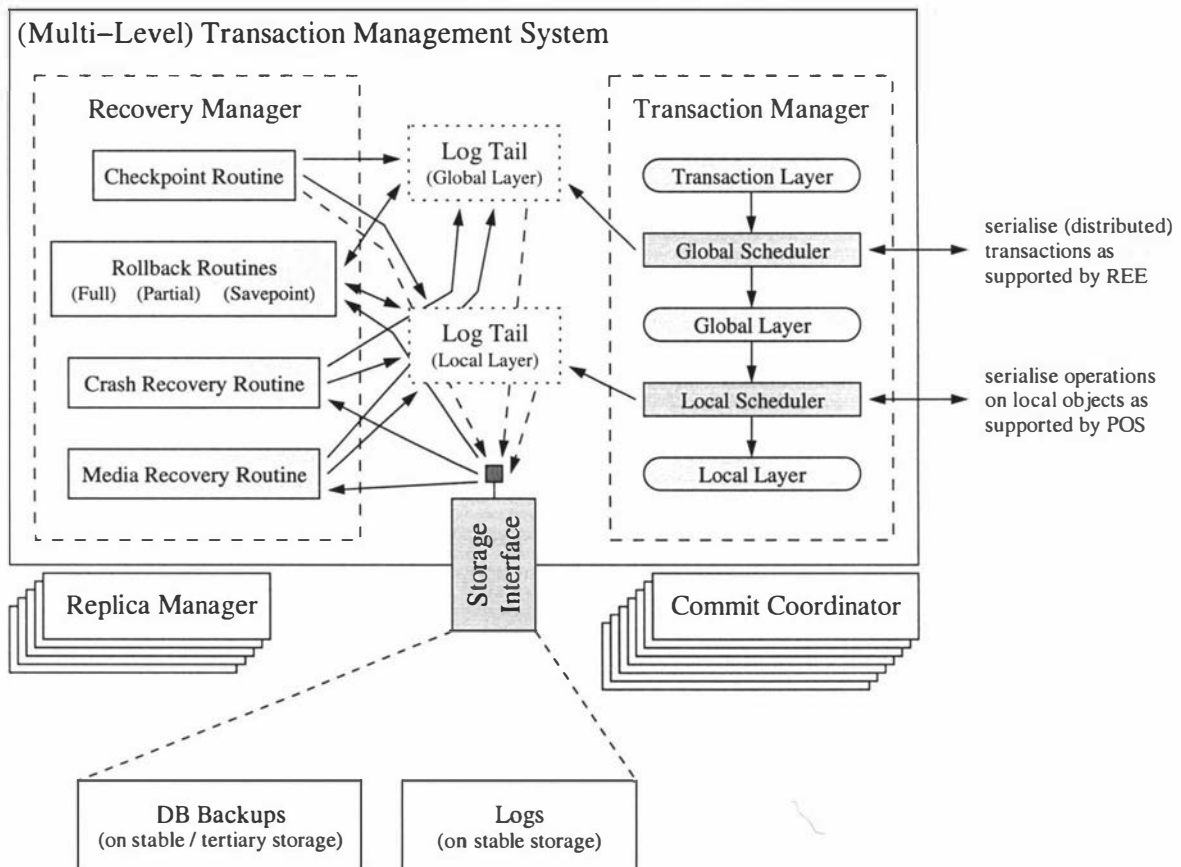 (Multi−Level) Transaction Management System
Recovery Manager
Checkpoint Routine
Rollback Routines
(Full) (Partial) (Savepoint)
Crash Recovery Routine
Media Recovery Routine
Log Tail
(Global Layer)
Log Tail
(Local Layer)
Transaction Manager
Transaction Layer
Global Scheduler
Global Layer
Local Scheduler
Local Layer
serialise (distributed)
transactions as
supported by REE
serialise operations
on local objects as
supported by POS
Storage
Interface
Replica Manager
Commit Coordinator
DB Backups
(on stable / tertiary storage)
Logs
(on stable storage)